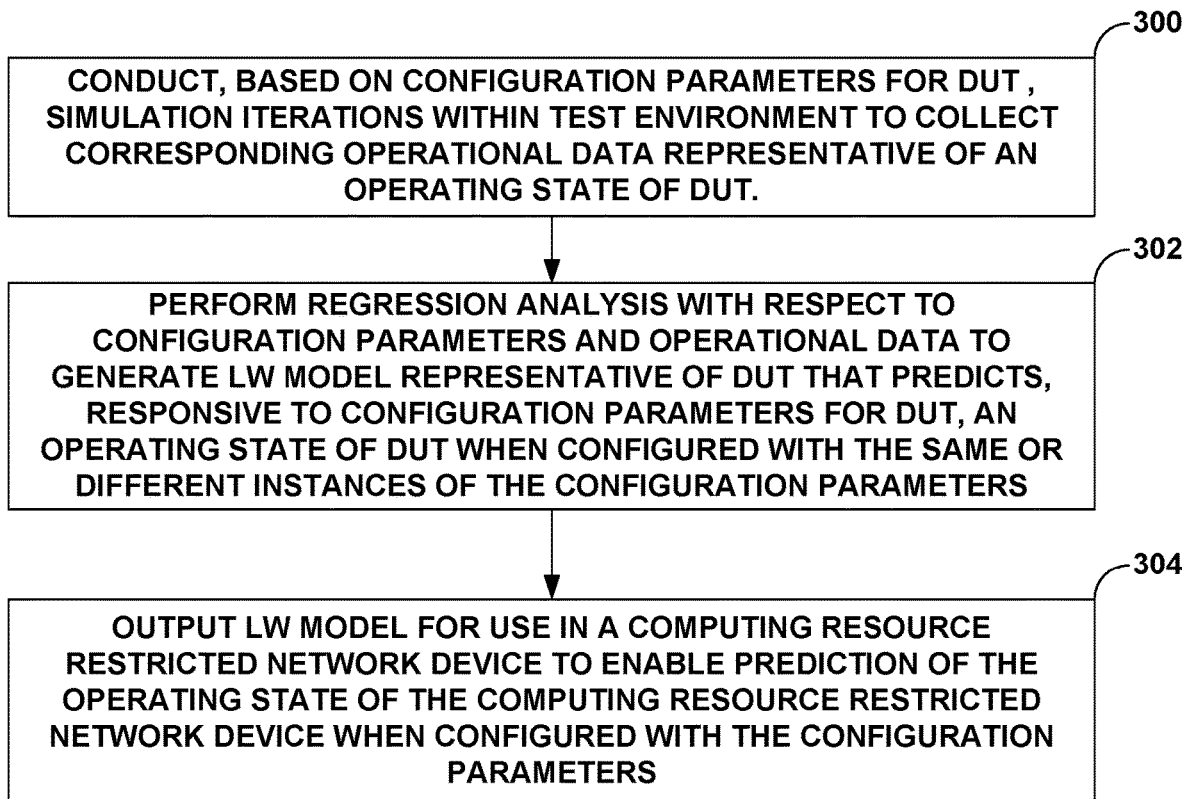 300
CONDUCT, BASED ON CONFIGURATION PARAMETERS FOR DUT ,
SIMULATION ITERATIONS WITHIN TEST ENVIRONMENT TO COLLECT
CORRESPONDING OPERATIONAL DATA REPRESENTATIVE OF AN
OPERATING STATE OF DUT.
302
PERFORM REGRESSION ANALYSIS WITH RESPECT TO
CONFIGURATION PARAMETERS AND OPERATIONAL DATA TO
GENERATE LW MODEL REPRESENTATIVE OF DUT THAT PREDICTS,
RESPONSIVE TO CONFIGURATION PARAMETERS FOR DUT, AN
OPERATING STATE OF DUT WHEN CONFIGURED WITH THE SAME OR
DIFFERENT INSTANCES OF THE CONFIGURATION PARAMETERS
304
OUTPUT LW MODEL FOR USE IN A COMPUTING RESOURCE
RESTRICTED NETWORK DEVICE TO ENABLE PREDICTION OF THE
OPERATING STATE OF THE COMPUTING RESOURCE RESTRICTED
NETWORK DEVICE WHEN CONFIGURED WITH THE CONFIGURATION
PARAMETERS